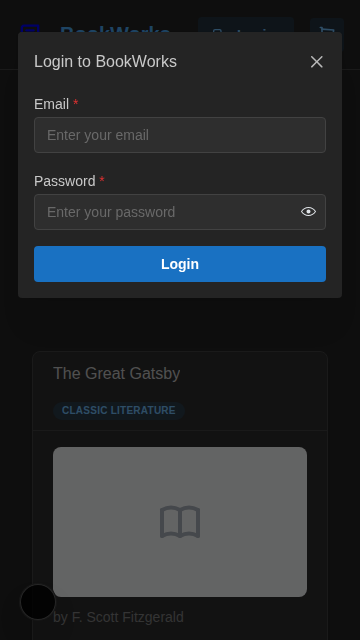 BookWorks
Login to BookWorks
Email *
Enter your email
Password *
Enter your password
Login
The Great Gatsby
CLASSIC LITERATURE
by F. Scott Fitzgerald